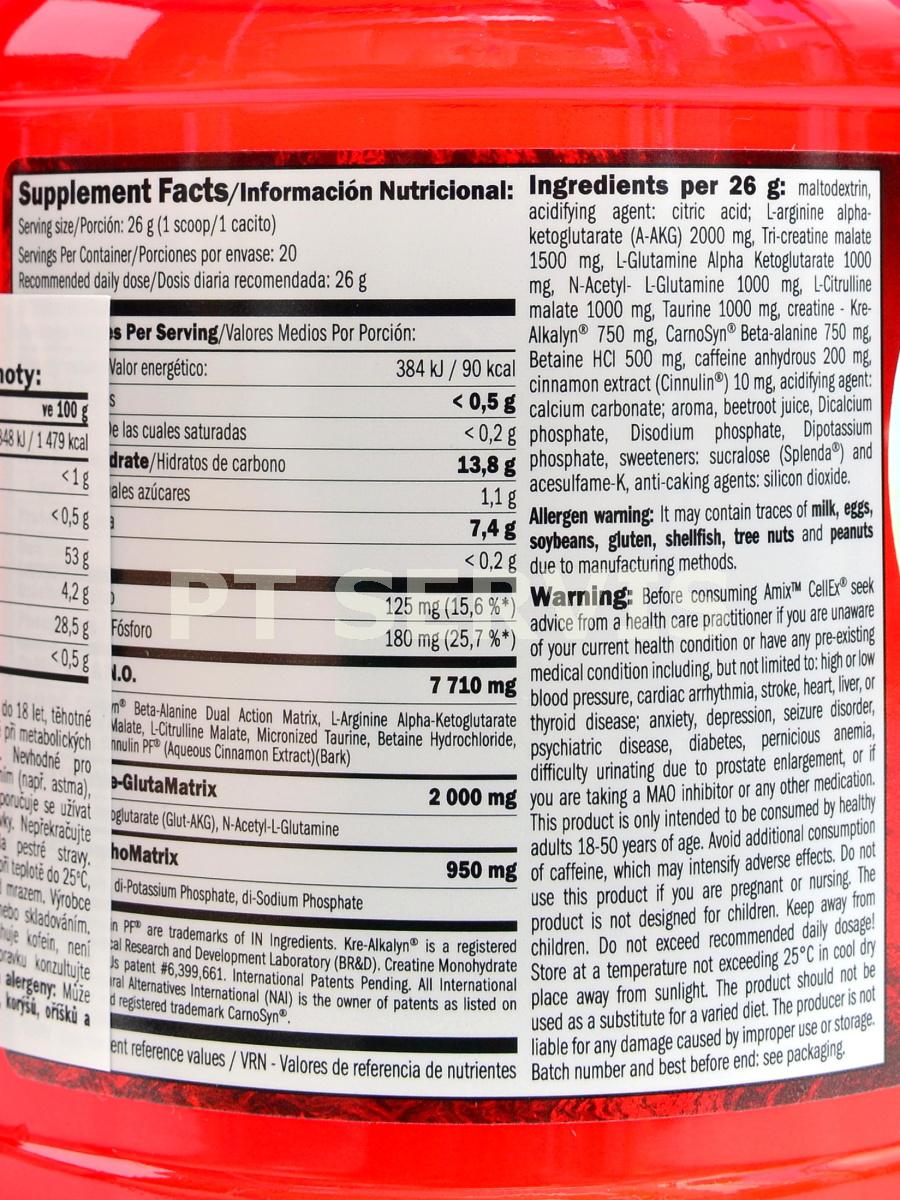 Supplement Facts/Información Nutricional:
Serving size/Porción: 26 g (1 scoop/1 cacito)
Servings Per Container/Porciones por envase: 20
Recommended daily dose/Dosis diaria recomendada: 26 g
Per Serving/Valores Medios Por Porción:
Valor energético: 384 kJ / 90 kcal
< 0,5 g
de las cuales saturadas < 0,2 g
drate/Hidratos de carbono 13,8 g
ales azúcares 1,1 g
7,4 g
< 0,2 g
125 mg (15,6 %*)
Fósforo 180 mg (25,7 %*)
N.O. 7 710 mg
n® Beta-Alanine Dual Action Matrix, L-Arginine Alpha-Ketoglutarate
Malate, L-Citrulline Malate, Micronized Taurine, Betaine Hydrochloride,
nnulin PF® (Aqueous Cinnamon Extract)(Bark)
e-GlutaMatrix 2 000 mg
oglutarate (Glut-AKG), N-Acetyl-L-Glutamine
hoMatrix 950 mg
di-Potassium Phosphate, di-Sodium Phosphate
n PF® are trademarks of IN Ingredients. Kre-Alkalyn® is a registered
cal Research and Development Laboratory (BR&D). Creatine Monohydrate
Us patent #6,399,661. International Patents Pending. All International
ral Alternatives International (NAI) is the owner of patents as listed on
d registered trademark CarnoSyn®.
ent reference values / VRN - Valores de referencia de nutrientes
Ingredients per 26 g: maltodextrin,
acidifying agent: citric acid; L-arginine alpha-
ketoglutarate (A-AKG) 2000 mg, Tri-creatine malate
1500 mg, L-Glutamine Alpha Ketoglutarate 1000
mg, N-Acetyl- L-Glutamine 1000 mg, L-Citrulline
malate 1000 mg, Taurine 1000 mg, creatine - Kre-
Alkalyn® 750 mg, CarnoSyn® Beta-alanine 750 mg,
Betaine HCl 500 mg, caffeine anhydrous 200 mg,
cinnamon extract (Cinnulin®) 10 mg, acidifying agent:
calcium carbonate; aroma, beetroot juice, Dicalcium
phosphate, Disodium phosphate, Dipotassium
phosphate, sweeteners: sucralose (Splenda®) and
acesulfame-K, anti-caking agents: silicon dioxide.
Allergen warning: It may contain traces of milk, eggs,
soybeans, gluten, shellfish, tree nuts and peanuts
due to manufacturing methods.
Warning: Before consuming Amix™ CellEx® seek
advice from a health care practitioner if you are unaware
of your current health condition or have any pre-existing
medical condition including, but not limited to: high or low
blood pressure, cardiac arrhythmia, stroke, heart, liver, or
thyroid disease; anxiety, depression, seizure disorder,
psychiatric disease, diabetes, pernicious anemia,
difficulty urinating due to prostate enlargement, or if
you are taking a MAO inhibitor or any other medication.
This product is only intended to be consumed by healthy
adults 18-50 years of age. Avoid additional consumption
of caffeine, which may intensify adverse effects. Do not
use this product if you are pregnant or nursing. The
product is not designed for children. Keep away from
children. Do not exceed recommended daily dosage!
Store at a temperature not exceeding 25°C in cool dry
place away from sunlight. The product should not be
used as a substitute for a varied diet. The producer is not
liable for any damage caused by improper use or storage.
Batch number and best before end: see packaging.
noty:
ve 100 g
348 kJ / 1 479 kcal
<1 g
<0,5 g
53 g
4,2 g
28,5 g
<0,5 g
do 18 let, těhotné
při metabolických
Nevhodné pro
ním (např. astma),
poručuje se užívat
vky. Nepřekračujte
a pestré stravy.
při teplotě do 25°C,
mrazem. Výrobce
nebo skladováním,
huje kofein, není
pravku konzultujte
alergeny: Může
korýšů, oříšků a
PT SERVIS